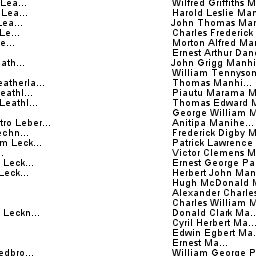 Lea... Wilfred Griffiths M
Lea... Harold Leslie Man
Lea... John Thomas Man
Le... Charles Frederick
e... Morton Alfred Ma
Ernest Arthur Dan
ath... John Grigg Manhi
William Tennyson
eatherla... Thomas Manhi...
eathl... Piautu Marama M
Leathl... Thomas Edward M
George William M
tro Leber... Anitipa Manihe...
echn... Frederick Digby M
m Leck... Patrick Lawrence
. Victor Clemens M
Leck... Ernest George Pa
Leck... Herbert John Man
Hugh McDonald M
Alexander Charles
Charles William M
Leckn... Donald Clark Ma...
Cyril Herbert Ma...
Edwin Egbert Ma...
Ernest Ma...
edbro... William George P